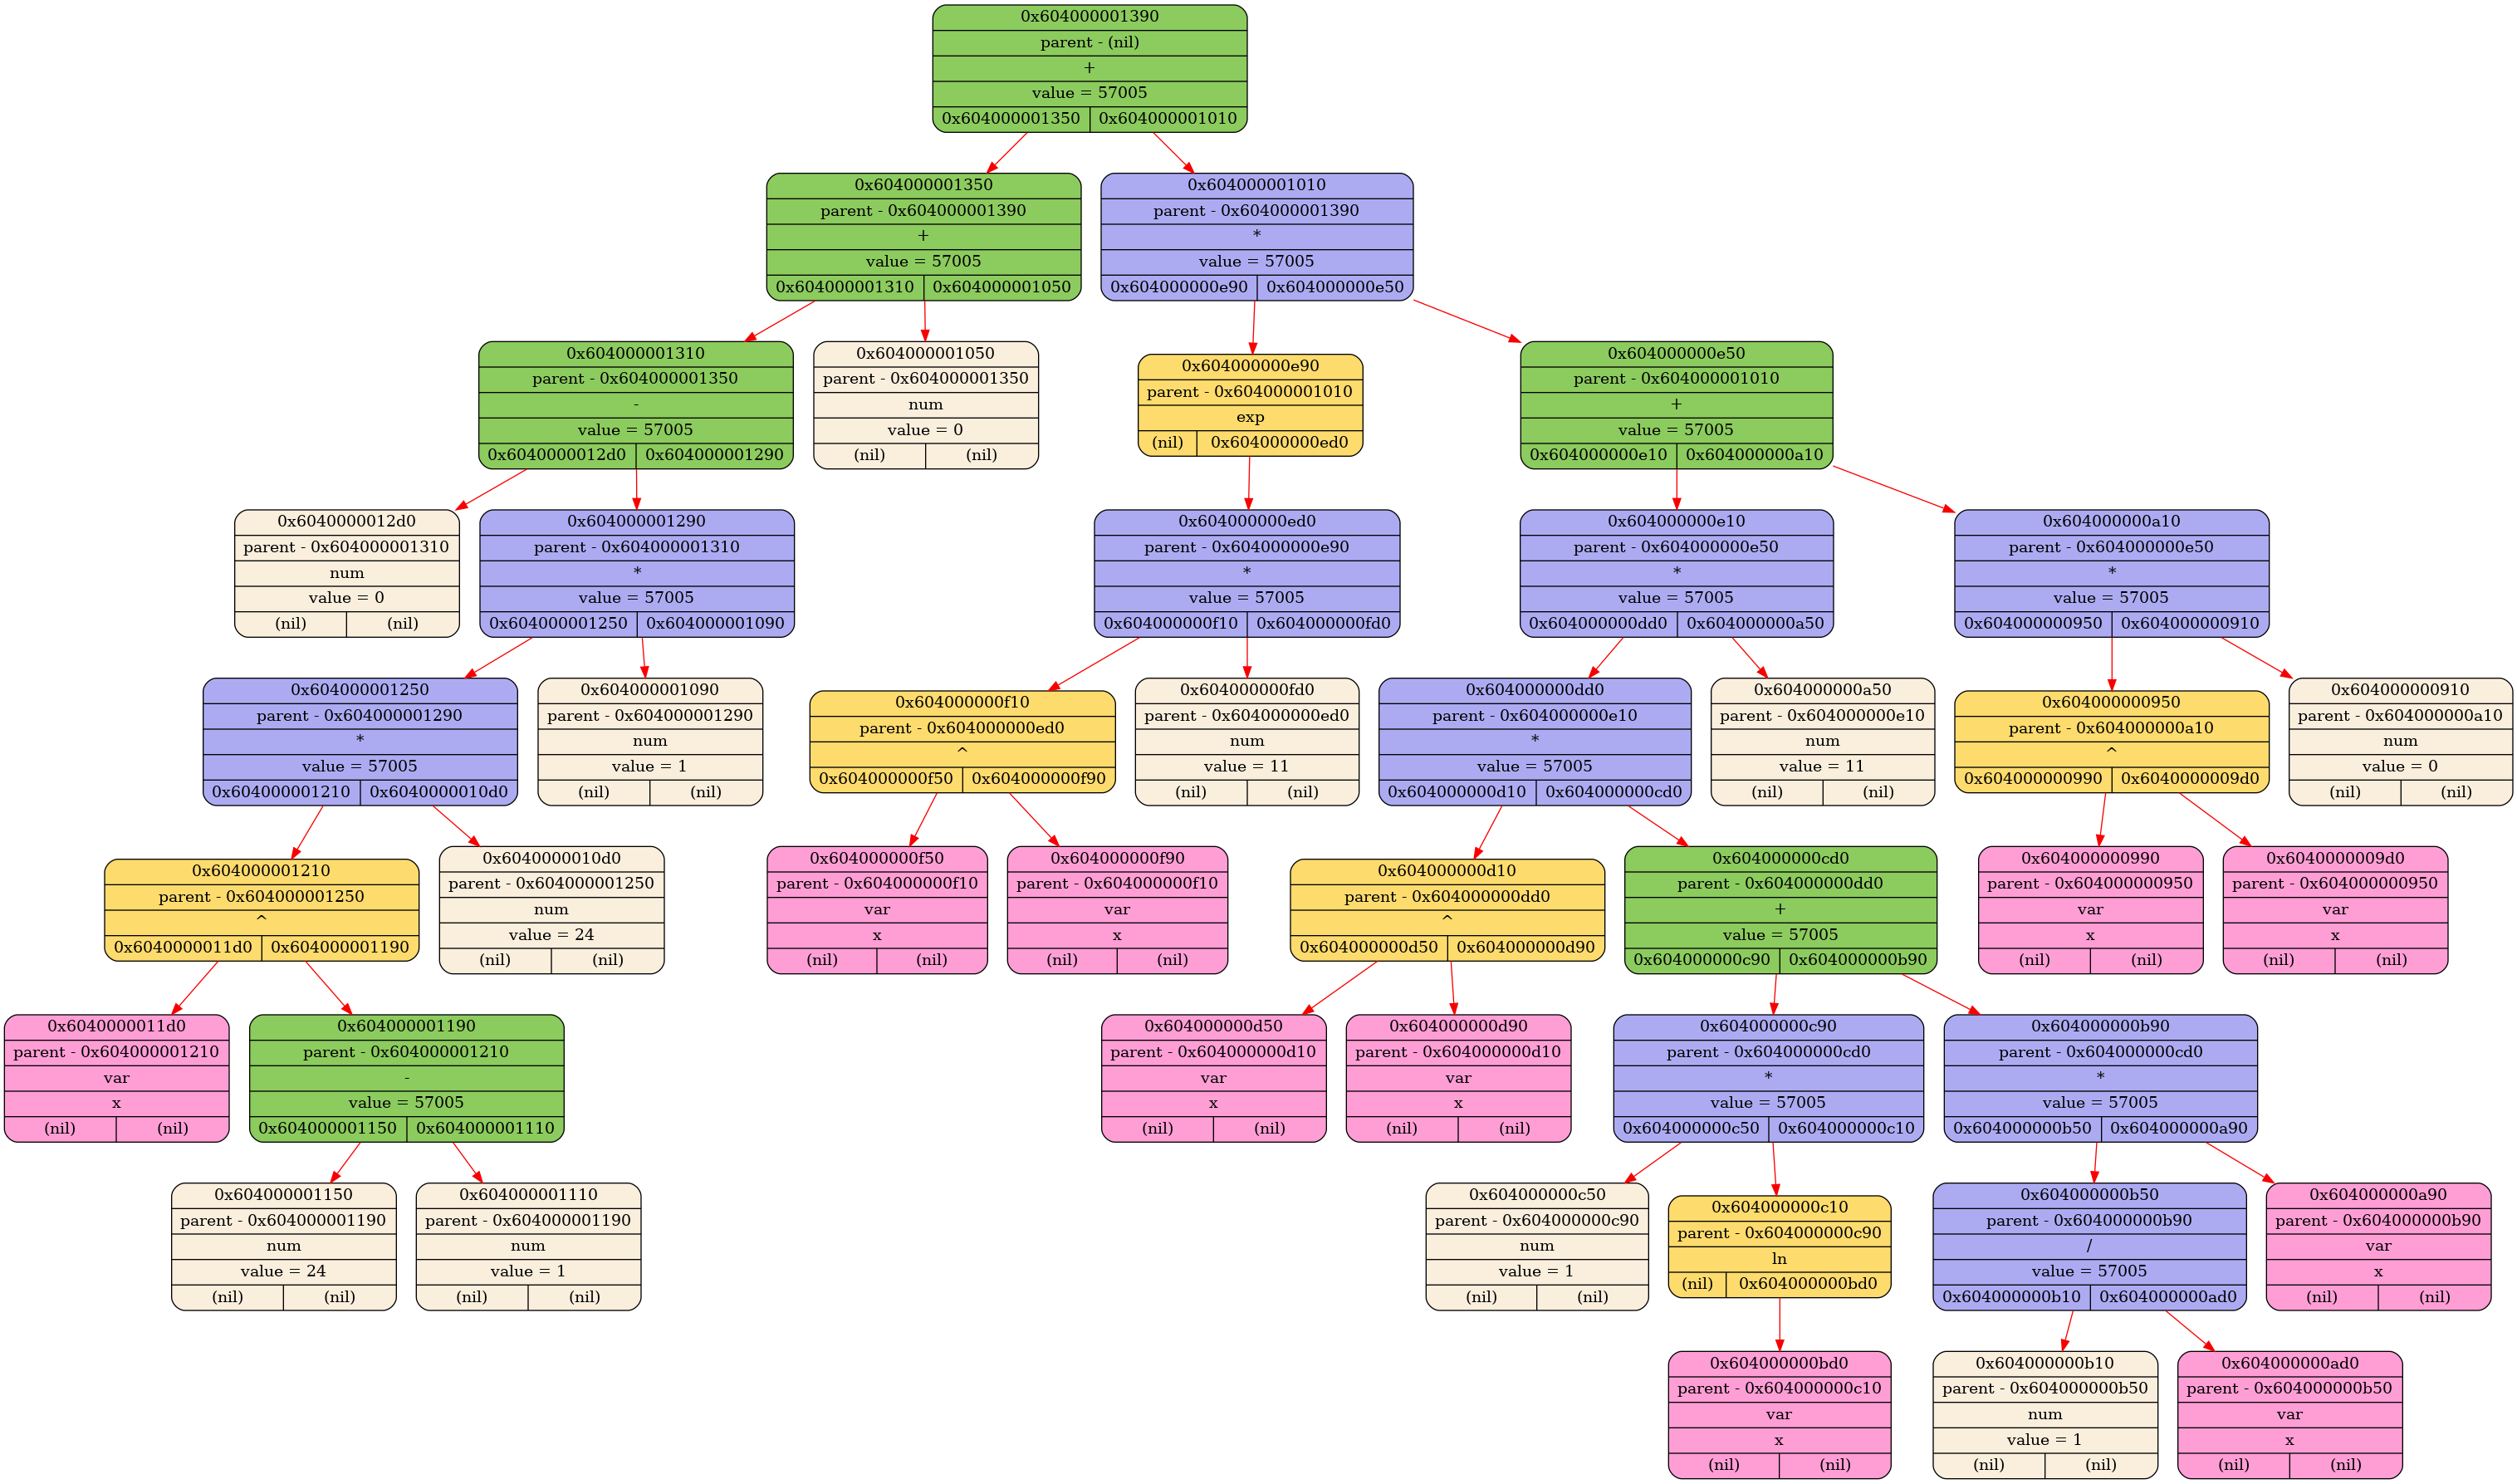 0x604000001390
parent - (nil)
+
value = 57005
0x604000001350 0x604000001010
0x604000001350
parent - 0x604000001390
+
value = 57005
0x604000001310 0x604000001050
0x604000001010
parent - 0x604000001390
*
value = 57005
0x604000000e90 0x604000000e50
0x604000001310
parent - 0x604000001350
-
value = 57005
0x6040000012d0 0x604000001290
0x604000001050
parent - 0x604000001350
num
value = 0
(nil) (nil)
0x604000000e90
parent - 0x604000001010
exp
(nil) 0x604000000ed0
0x604000000e50
parent - 0x604000001010
+
value = 57005
0x604000000e10 0x604000000a10
0x6040000012d0
parent - 0x604000001310
num
value = 0
(nil) (nil)
0x604000001290
parent - 0x604000001310
*
value = 57005
0x604000001250 0x604000001090
0x604000000ed0
parent - 0x604000000e90
*
value = 57005
0x604000000f10 0x604000000fd0
0x604000000e10
parent - 0x604000000e50
*
value = 57005
0x604000000dd0 0x604000000a50
0x604000000a10
parent - 0x604000000e50
*
value = 57005
0x604000000950 0x604000000910
0x604000001250
parent - 0x604000001290
*
value = 57005
0x604000001210 0x6040000010d0
0x604000001090
parent - 0x604000001290
num
value = 1
(nil) (nil)
0x604000000f10
parent - 0x604000000ed0
^
0x604000000f50 0x604000000f90
0x604000000fd0
parent - 0x604000000ed0
num
value = 11
(nil) (nil)
0x604000000dd0
parent - 0x604000000e10
*
value = 57005
0x604000000d10 0x604000000cd0
0x604000000a50
parent - 0x604000000e10
num
value = 11
(nil) (nil)
0x604000000950
parent - 0x604000000a10
^
0x604000000990 0x6040000009d0
0x604000000910
parent - 0x604000000a10
num
value = 0
(nil) (nil)
0x604000001210
parent - 0x604000001250
^
0x6040000011d0 0x604000001190
0x6040000010d0
parent - 0x604000001250
num
value = 24
(nil) (nil)
0x604000000f50
parent - 0x604000000f10
var
x
(nil) (nil)
0x604000000f90
parent - 0x604000000f10
var
x
(nil) (nil)
0x604000000d10
parent - 0x604000000dd0
^
0x604000000d50 0x604000000d90
0x604000000cd0
parent - 0x604000000dd0
+
value = 57005
0x604000000c90 0x604000000b90
0x604000000990
parent - 0x604000000950
var
x
(nil) (nil)
0x6040000009d0
parent - 0x604000000950
var
x
(nil) (nil)
0x6040000011d0
parent - 0x604000001210
var
x
(nil) (nil)
0x604000001190
parent - 0x604000001210
-
value = 57005
0x604000001150 0x604000001110
0x604000000d50
parent - 0x604000000d10
var
x
(nil) (nil)
0x604000000d90
parent - 0x604000000d10
var
x
(nil) (nil)
0x604000000c90
parent - 0x604000000cd0
*
value = 57005
0x604000000c50 0x604000000c10
0x604000000b90
parent - 0x604000000cd0
*
value = 57005
0x604000000b50 0x604000000a90
0x604000001150
parent - 0x604000001190
num
value = 24
(nil) (nil)
0x604000001110
parent - 0x604000001190
num
value = 1
(nil) (nil)
0x604000000c50
parent - 0x604000000c90
num
value = 1
(nil) (nil)
0x604000000c10
parent - 0x604000000c90
ln
(nil) 0x604000000bd0
0x604000000b50
parent - 0x604000000b90
/
value = 57005
0x604000000b10 0x604000000ad0
0x604000000a90
parent - 0x604000000b90
var
x
(nil) (nil)
0x604000000bd0
parent - 0x604000000c10
var
x
(nil) (nil)
0x604000000b10
parent - 0x604000000b50
num
value = 1
(nil) (nil)
0x604000000ad0
parent - 0x604000000b50
var
x
(nil) (nil)